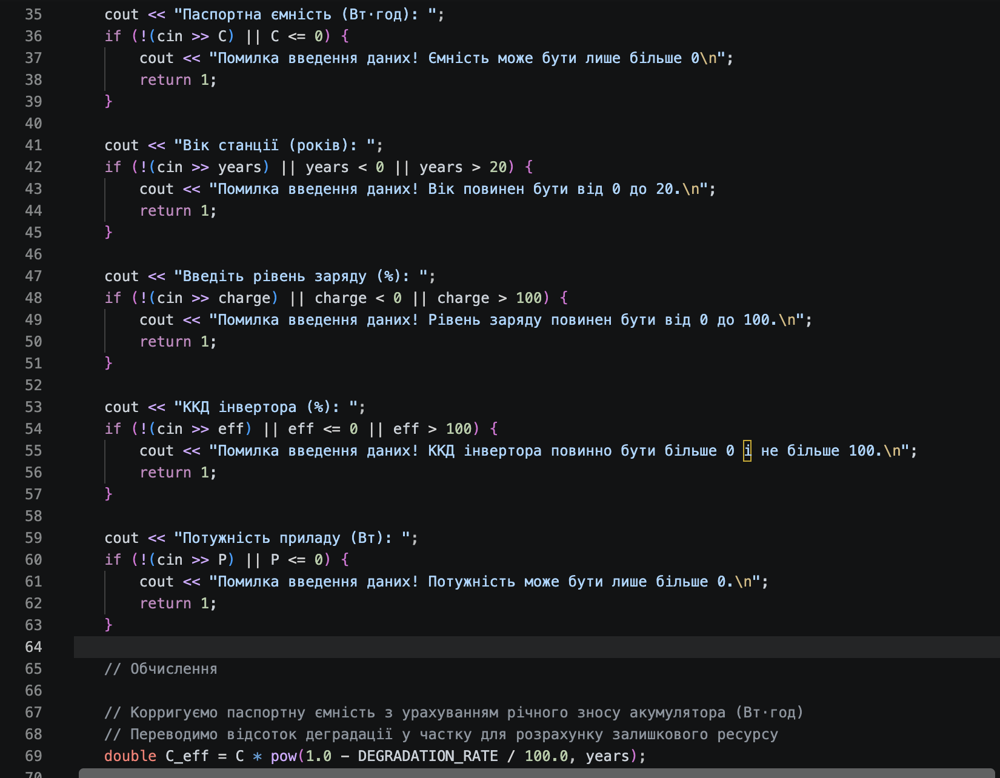 35 cout << "Паспортна ємність (Вт·год): ";
36 if (!(cin >> C) || C <= 0) {
37 cout << "Помилка введення даних! Ємність може бути лише більше 0\n";
38 return 1;
39 }
40
41 cout << "Вік станції (років): ";
42 if (!(cin >> years) || years < 0 || years > 20) {
43 cout << "Помилка введення даних! Вік повинен бути від 0 до 20.\n";
44 return 1;
45 }
46
47 cout << "Введіть рівень заряду (%): ";
48 if (!(cin >> charge) || charge < 0 || charge > 100) {
49 cout << "Помилка введення даних! Рівень заряду повинен бути від 0 до 100.\n";
50 return 1;
51 }
52
53 cout << "ККД інвертора (%): ";
54 if (!(cin >> eff) || eff <= 0 || eff > 100) {
55 cout << "Помилка введення даних! ККД інвертора повинно бути більше 0 і не більше 100.\n";
56 return 1;
57 }
58
59 cout << "Потужність приладу (Вт): ";
60 if (!(cin >> P) || P <= 0) {
61 cout << "Помилка введення даних! Потужність може бути лише більше 0.\n";
62 return 1;
63 }
64
65 // Обчислення
66
67 // Корригуємо паспортну ємність з урахуванням річного зносу акумулятора (Вт·год)
68 // Переводимо відсоток деградації у частку для розрахунку залишкового ресурсу
69 double C_eff = C * pow(1.0 - DEGRADATION_RATE / 100.0, years);
70